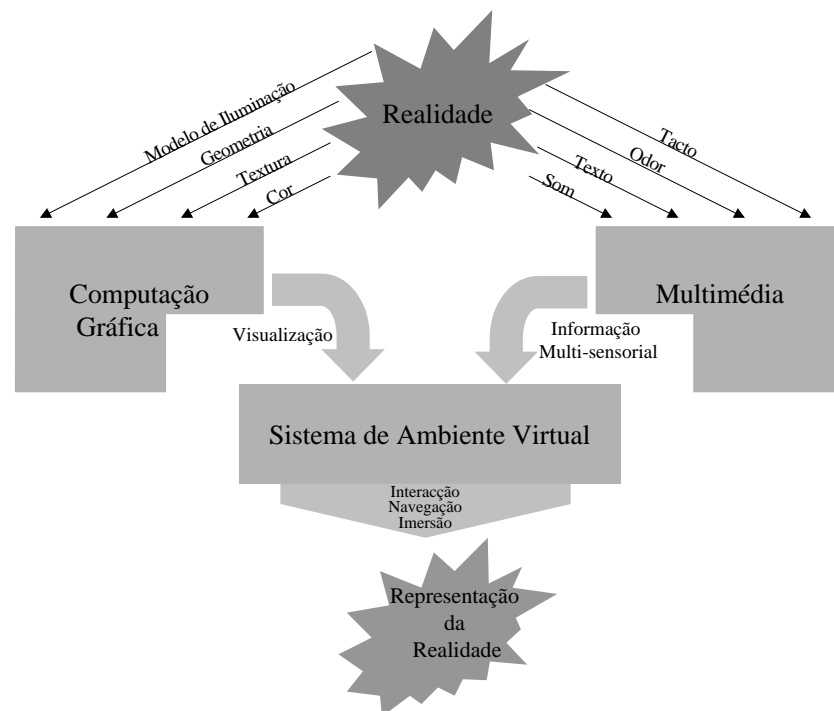 Realidade
Modelo de Iluminação
Geometria
Textura
Cor
Tacto
Odor
Texto
Som
Computação
Gráfica
Multimédia
Visualização
Informação
Multi-sensorial
Sistema de Ambiente Virtual
Interacção
Navegação
Imersão
Representação
da
Realidade